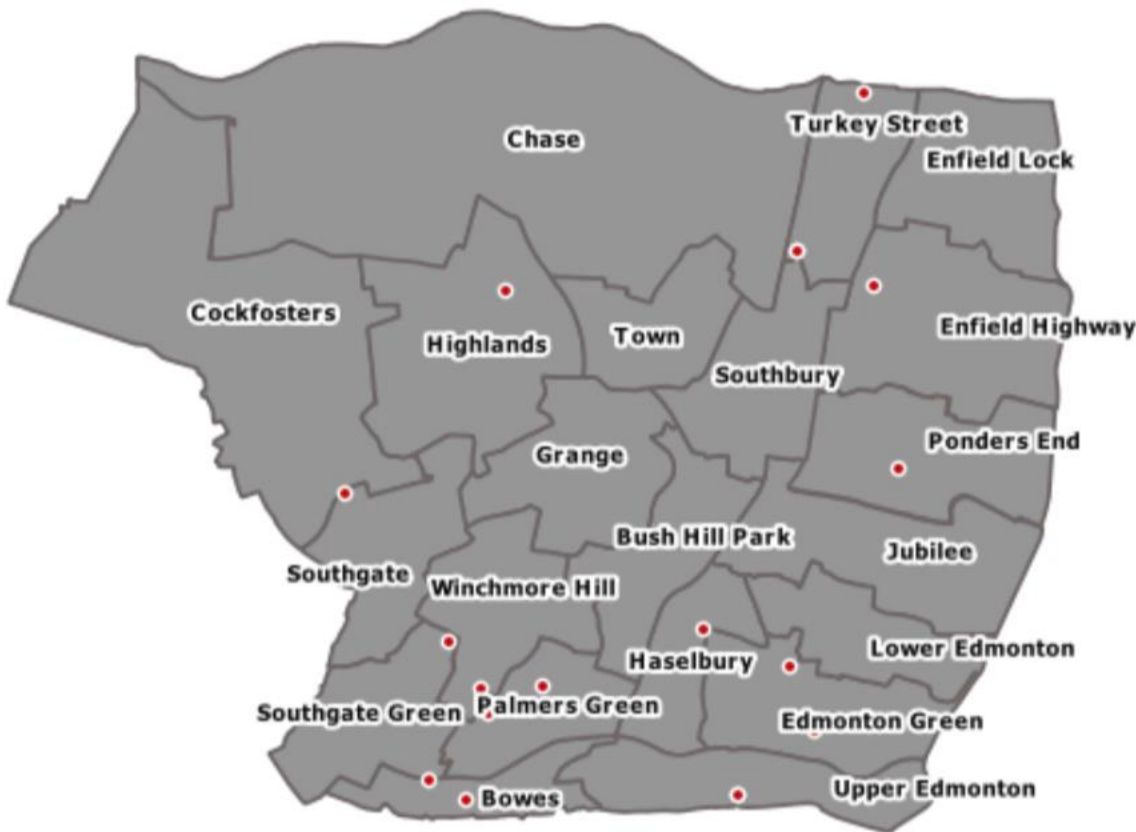 Turkey Street
Chase
Enfield Lock
Cockfosters
Enfield Highway
Town
Highlands
Southbury
Ponders End
Grange
Bush Hill Park
Jubilee
Southgate
Winchmore Hill
Lower Edmonton
Haselbury
Palmers Green
Southgate Green
Edmonton Green
Upper Edmonton
Bowes